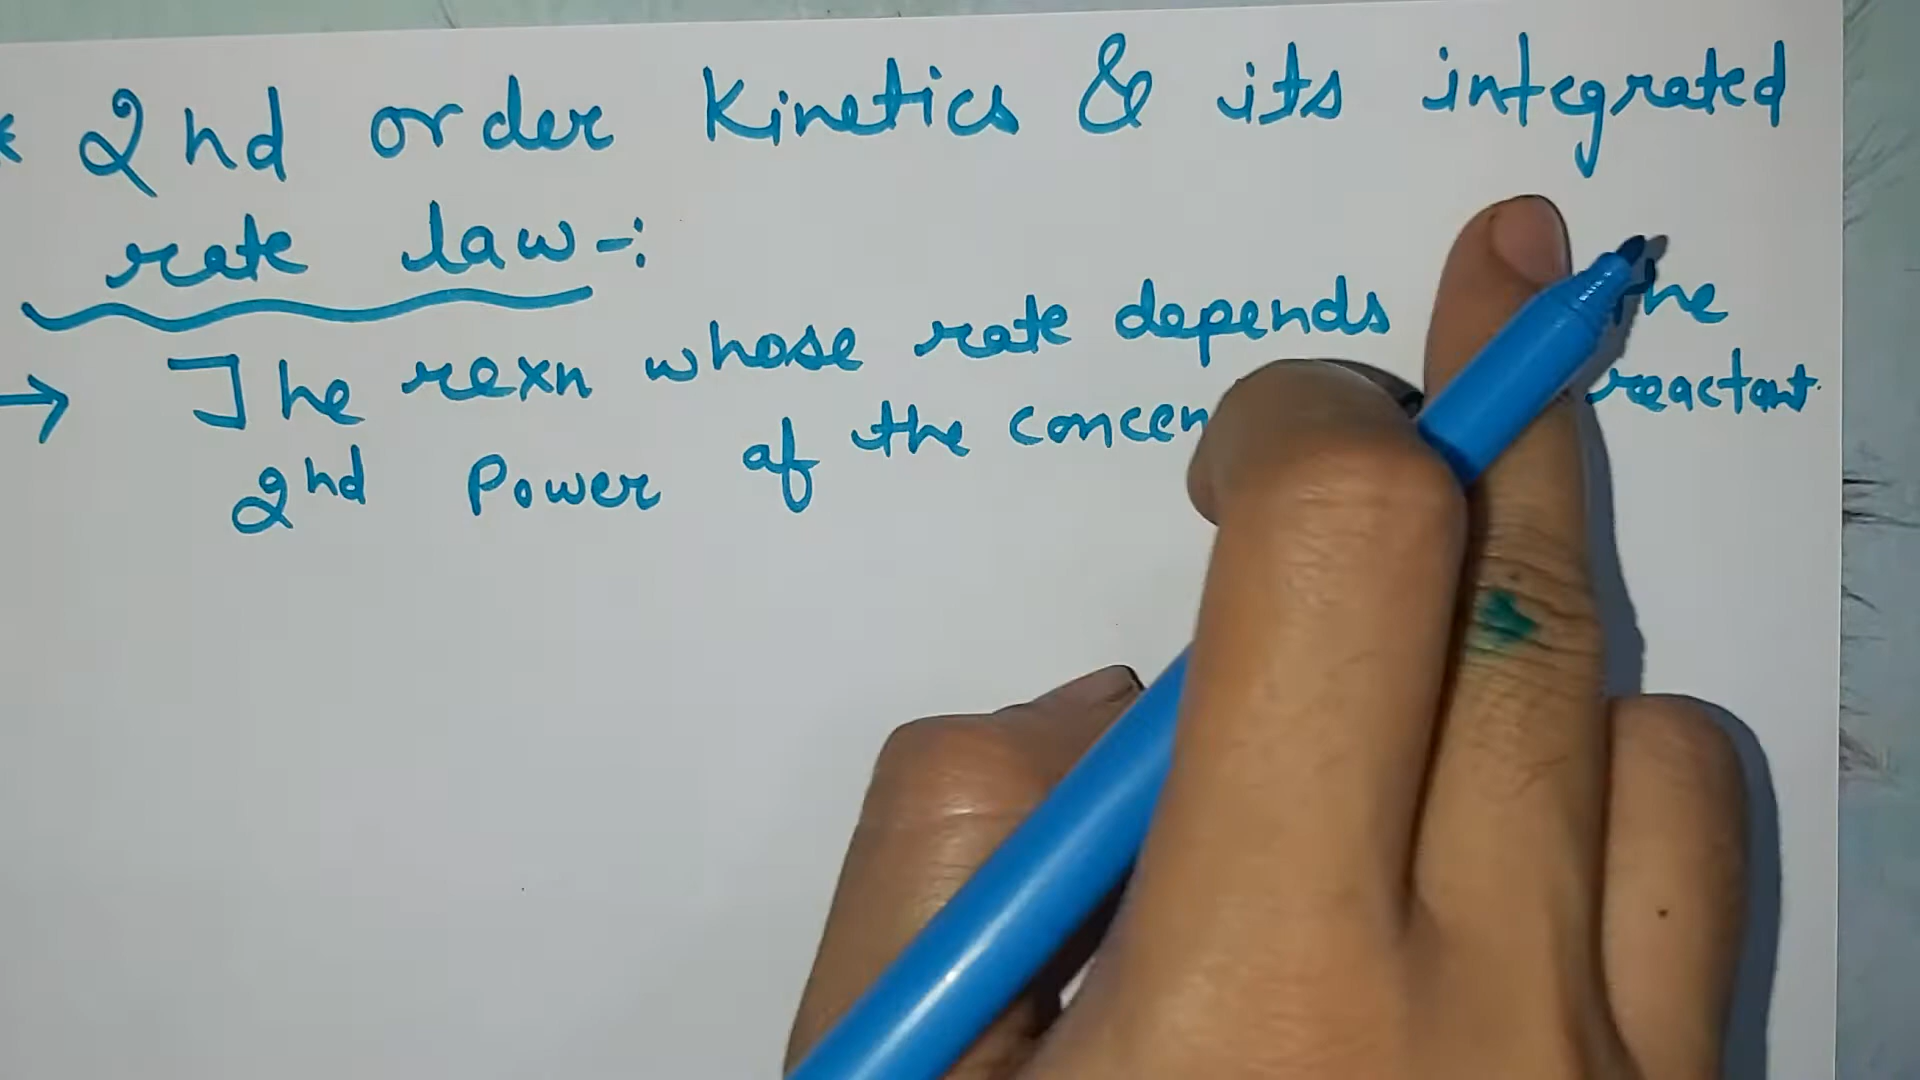 * 2nd order Kinetics & its integrated
rate law-:
→ The rexn whose rate depends the
2nd Power of the concen reactant.